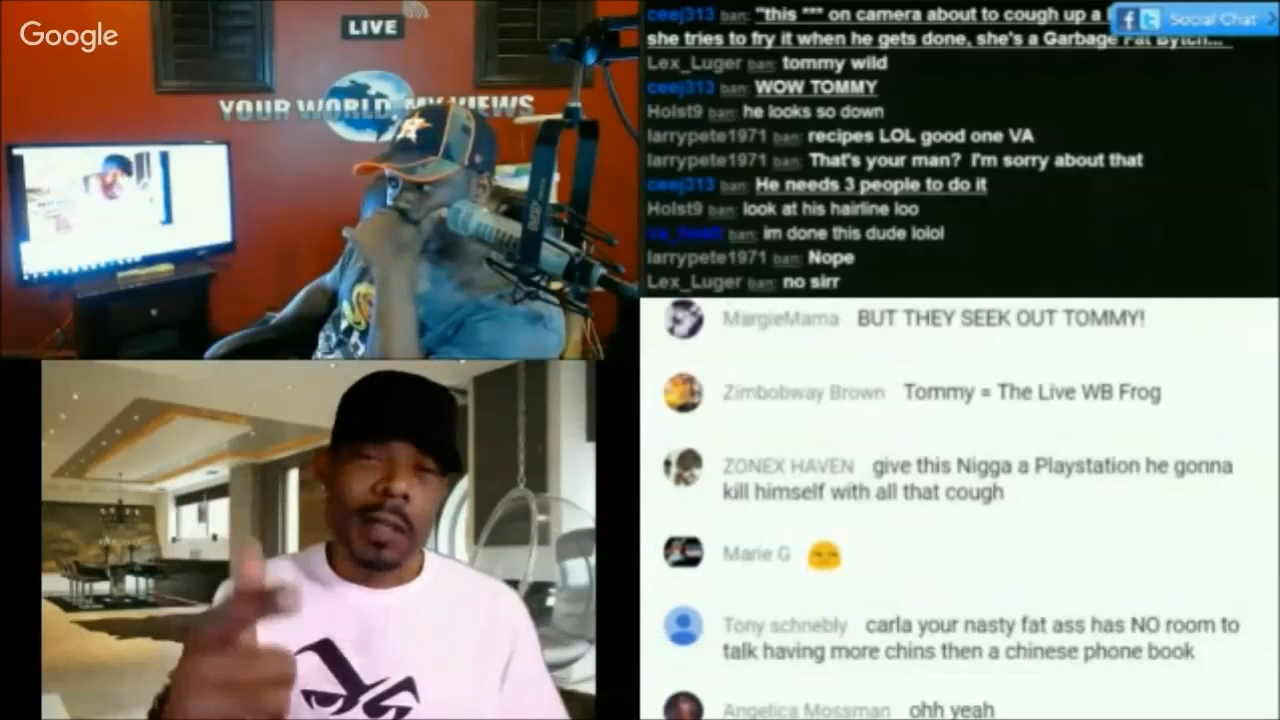 Google
LIVE
YOUR WORLD MY VIEWS
ceej313 ban: "this *** on camera about to cough up a
she tries to fry it when he gets done, she's a Garbage Fat Bytch..."
Social Chat
Lex_Luger ban: tommy wild
ceej313 ban: WOW TOMMY
Holst9 ban: he looks so down
larrypete1971 ban: recipes LOL good one VA
larrypete1971 ban: That's your man? I'm sorry about that
ceej313 ban: He needs 3 people to do it
Holst9 ban: look at his hairline loo
ban: im done this dude lolol
larrypete1971 ban: Nope
Lex_Luger ban: no sirr
MargieMama BUT THEY SEEK OUT TOMMY!
Zimbobway Brown Tommy = The Live WB Frog
ZONEX HAVEN give this Nigga a Playstation he gonna
kill himself with all that cough
Marie G
Tony schnebly carla your nasty fat ass has NO room to
talk having more chins then a chinese phone book
Angelica Mossman ohh yeah